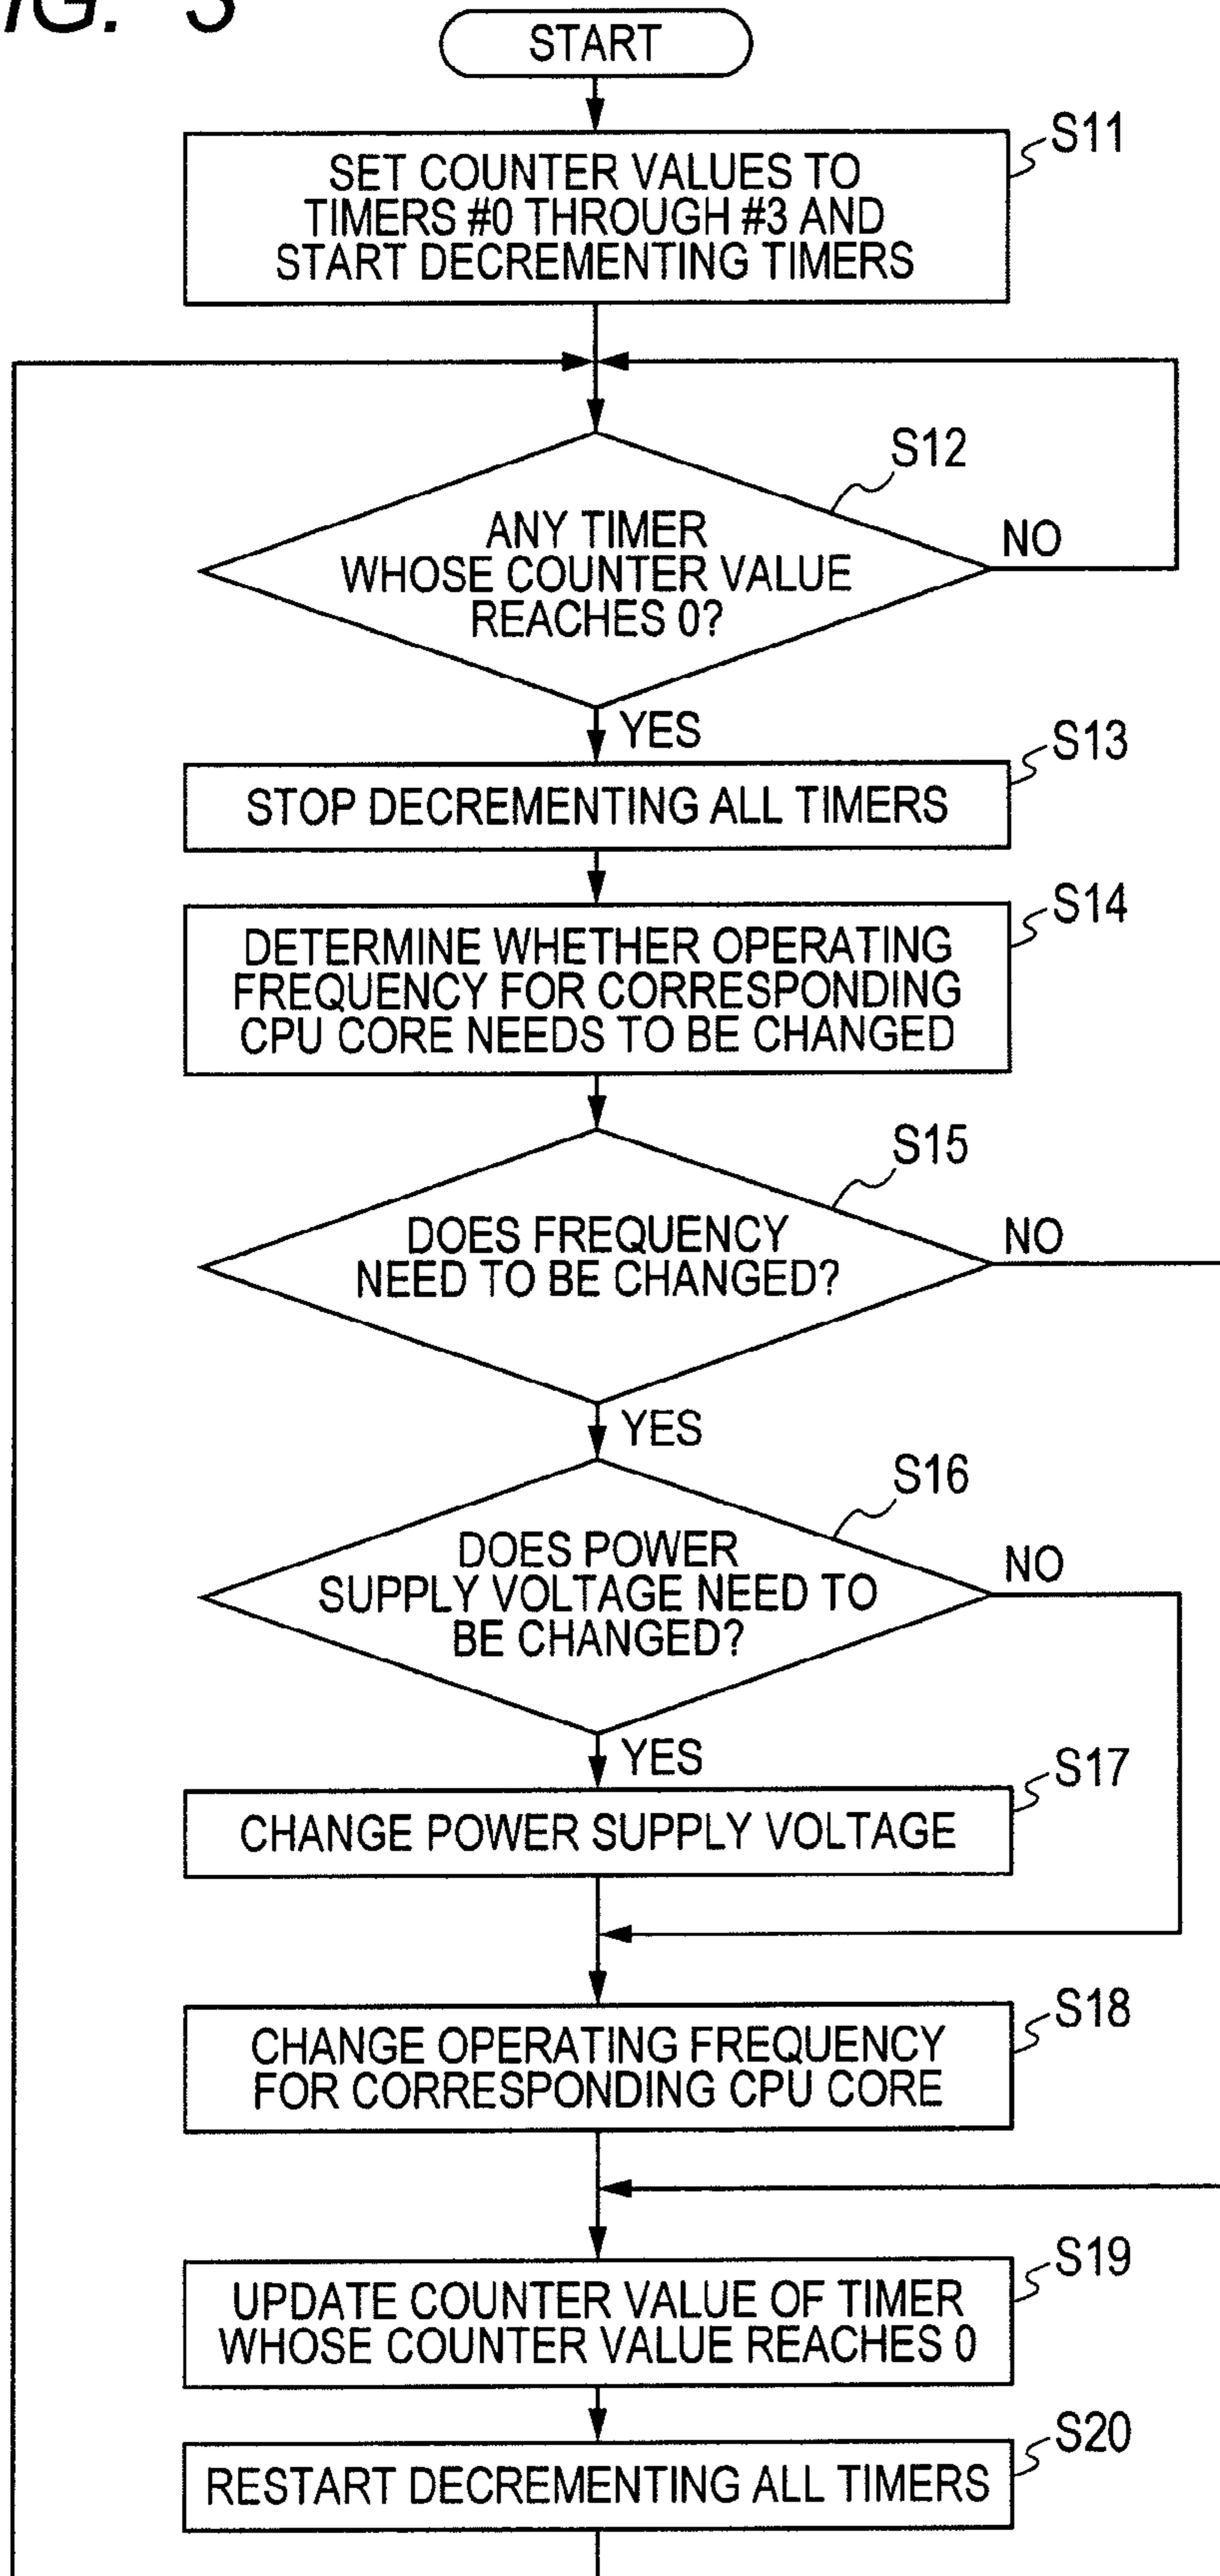 IG. 3
START
S11
SET COUNTER VALUES TO
TIMERS #0 THROUGH #3 AND
START DECREMENTING TIMERS
S12
ANY TIMER
WHOSE COUNTER VALUE
REACHES 0?
NO
YES
S13
STOP DECREMENTING ALL TIMERS
S14
DETERMINE WHETHER OPERATING
FREQUENCY FOR CORRESPONDING
CPU CORE NEEDS TO BE CHANGED
S15
DOES FREQUENCY
NEED TO BE CHANGED?
NO
YES
S16
DOES POWER
SUPPLY VOLTAGE NEED TO
BE CHANGED?
NO
YES
S17
CHANGE POWER SUPPLY VOLTAGE
S18
CHANGE OPERATING FREQUENCY
FOR CORRESPONDING CPU CORE
S19
UPDATE COUNTER VALUE OF TIMER
WHOSE COUNTER VALUE REACHES 0
S20
RESTART DECREMENTING ALL TIMERS